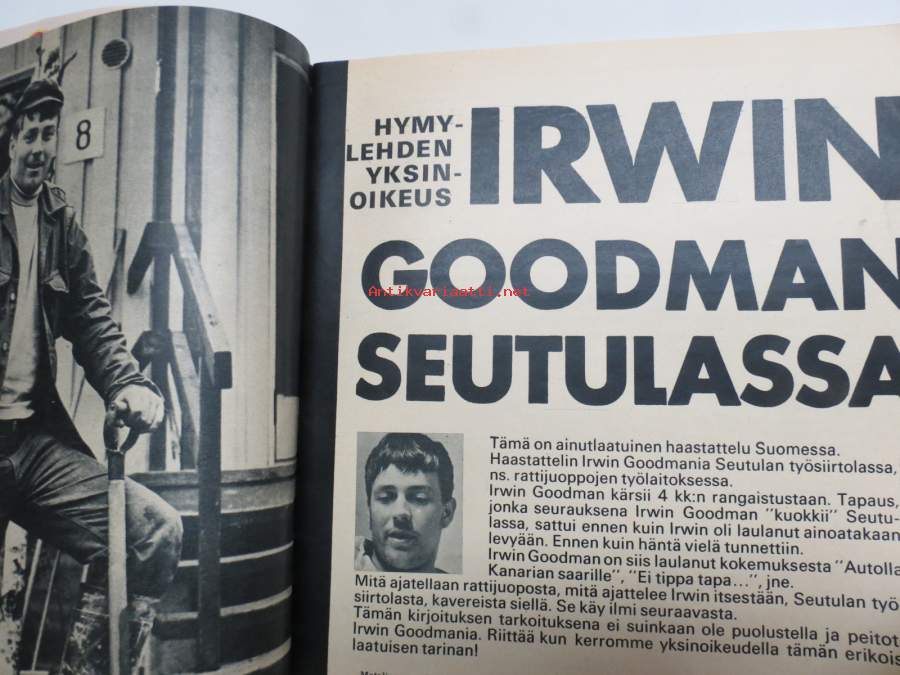 8
HYMY-
LEHDEN
YKSIN-
OIKEUS
IRWIN
GOODMAN
SEUTULASSA
Antikvariaatti.net
Tämä on ainutlaatuinen haastattelu Suomessa.
Haastattelin Irwin Goodmania Seutulan työsiirtolassa,
ns. rattijuoppojen työlaitoksessa.
Irwin Goodman kärsii 4 kk:n rangaistustaan. Tapaus,
jonka seurauksena Irwin Goodman "kuokkii" Seutu-
lassa, sattui ennen kuin Irwin oli laulanut ainoatakaan
levyään. Ennen kuin häntä vielä tunnettiin.
Irwin Goodman on siis laulanut kokemuksesta "Autolla
Kanarian saarille", "Ei tippa tapa...", jne.
Mitä ajatellaan rattijuoposta, mitä ajattelee Irwin itsestään, Seutulan työ
siirtolasta, kavereista siellä. Se käy ilmi seuraavasta.
Tämän kirjoituksen tarkoituksena ei suinkaan ole puolustella ja peitot
Irwin Goodmania. Riittää kun kerromme yksinoikeudella tämän erikois
laatuisen tarinan!